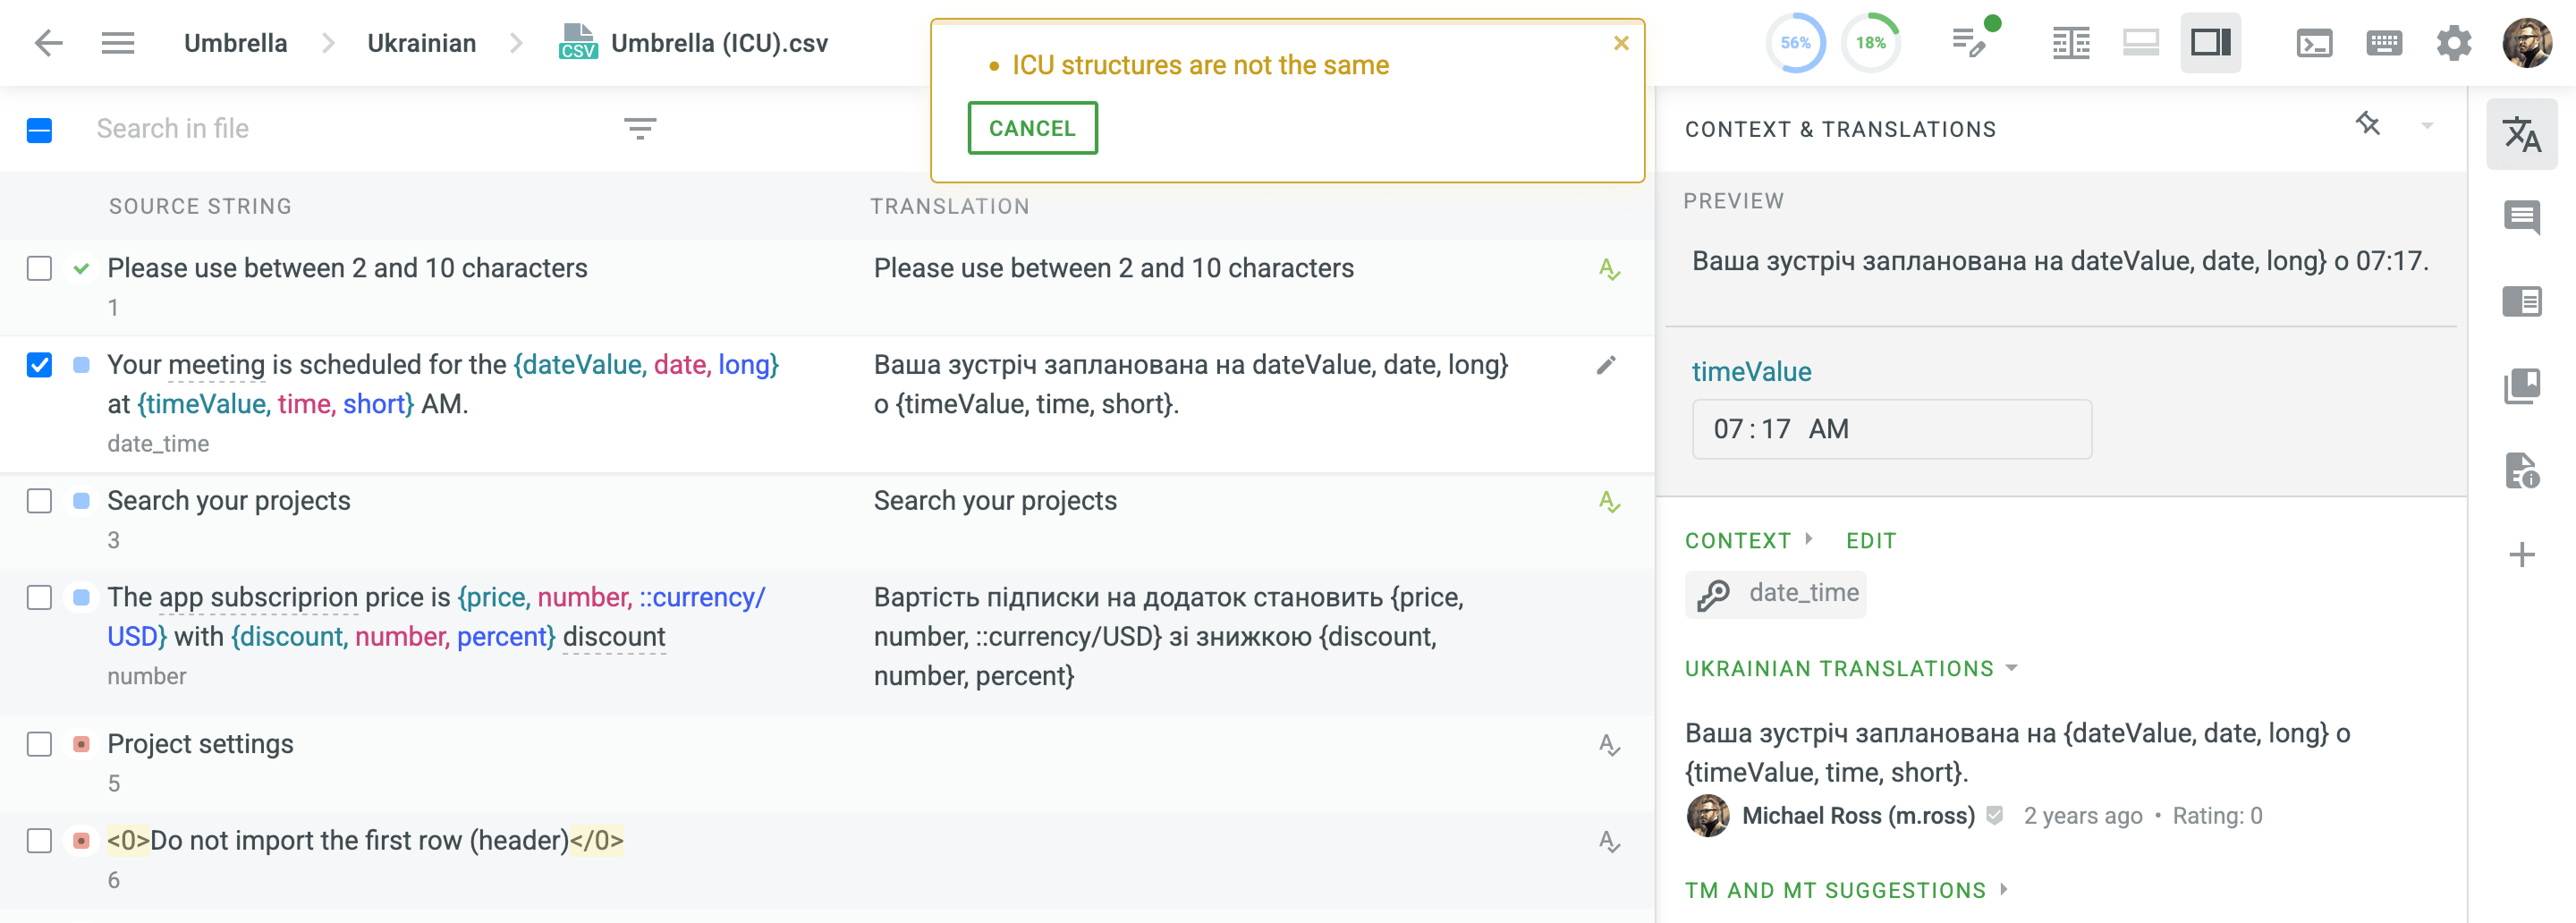 Umbrella
Ukrainian
CSV
Umbrella (ICU).csv
ICU structures are not the same
CANCEL
56%
18%
Search in file
SOURCE STRING
TRANSLATION
Please use between 2 and 10 characters
1
Please use between 2 and 10 characters
Your meeting is scheduled for the {dateValue, date, long}
at {timeValue, time, short} AM.
date_time
Ваша зустріч запланована на dateValue, date, long}
о {timeValue, time, short}.
Search your projects
3
Search your projects
The app subscriprion price is {price, number, ::currency/
USD} with {discount, number, percent} discount
number
Вартість підписки на додаток становить {price,
number, ::currency/USD} зі знижкою {discount,
number, percent}
Project settings
5
<0>Do not import the first row (header)</0>
6
CONTEXT & TRANSLATIONS
PREVIEW
Ваша зустріч запланована на dateValue, date, long} о 07:17.
timeValue
07:17 AM
CONTEXT
EDIT
date_time
UKRAINIAN TRANSLATIONS
Ваша зустріч запланована на {dateValue, date, long} о
{timeValue, time, short}.
Michael Ross (m.ross) 2 years ago • Rating: 0
TM AND MT SUGGESTIONS